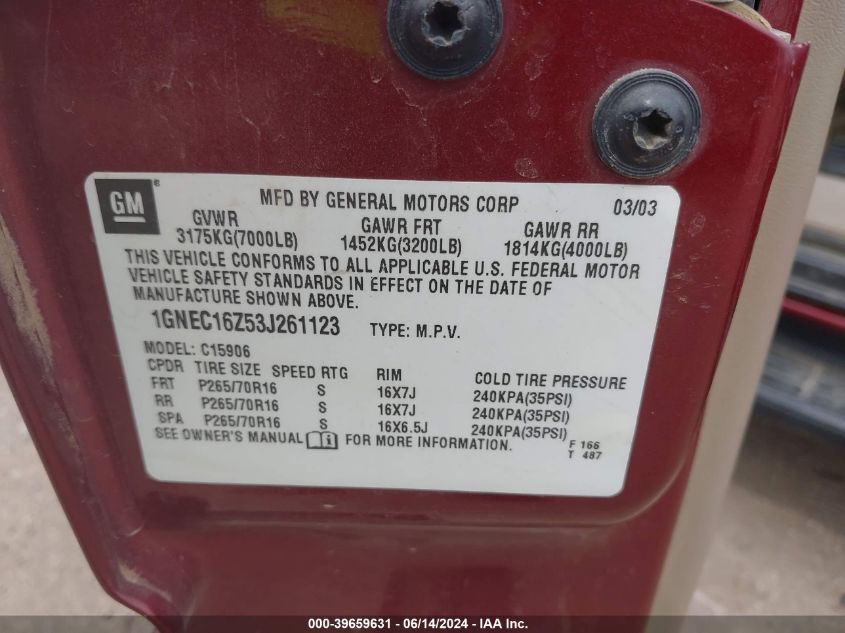 GM ® MFD BY GENERAL MOTORS CORP 03/03
GVWR GAWR FRT GAWR RR
3175KG(7000LB) 1452KG(3200LB) 1814KG(4000LB)
THIS VEHICLE CONFORMS TO ALL APPLICABLE U.S. FEDERAL MOTOR
VEHICLE SAFETY STANDARDS IN EFFECT ON THE DATE OF
MANUFACTURE SHOWN ABOVE.
1GNEC16Z53J261123 TYPE: M.P.V.
MODEL: C15906
CPDR TIRE SIZE SPEED RTG RIM COLD TIRE PRESSURE
FRT P265/70R16 S 16X7J 240KPA(35PSI)
RR P265/70R16 S 16X7J 240KPA(35PSI)
SPA P265/70R16 S 16X6.5J 240KPA(35PSI)
SEE OWNER'S MANUAL i FOR MORE INFORMATION. F 166
T 487
000-39659631 - 06/14/2024 - IAA Inc.